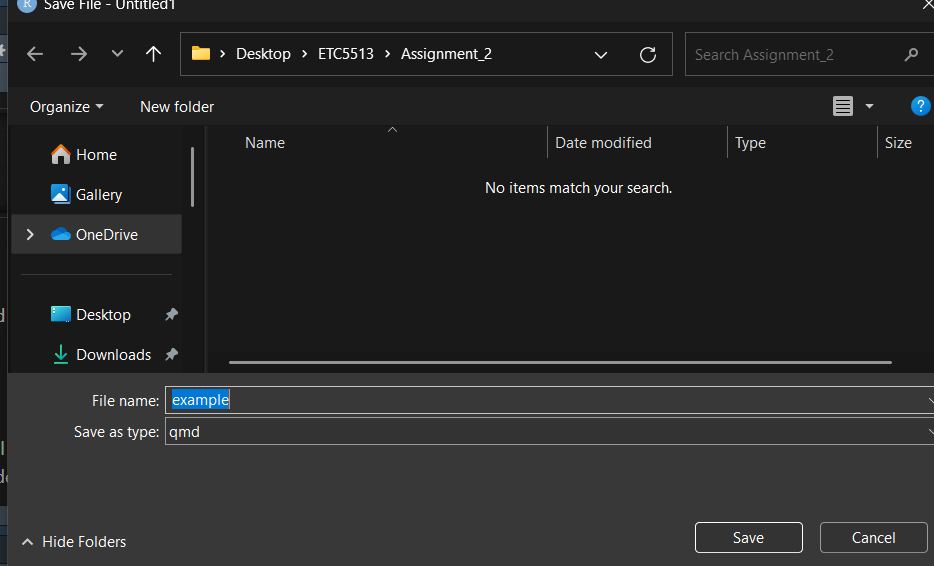 R Save File - Untitled1
Desktop > ETC5513 > Assignment_2
Search Assignment_2
Organize
New folder
?
Name
Date modified
Type
Size
No items match your search.
Home
Gallery
OneDrive
Desktop
Downloads
File name: example
Save as type: qmd
Hide Folders
Save
Cancel